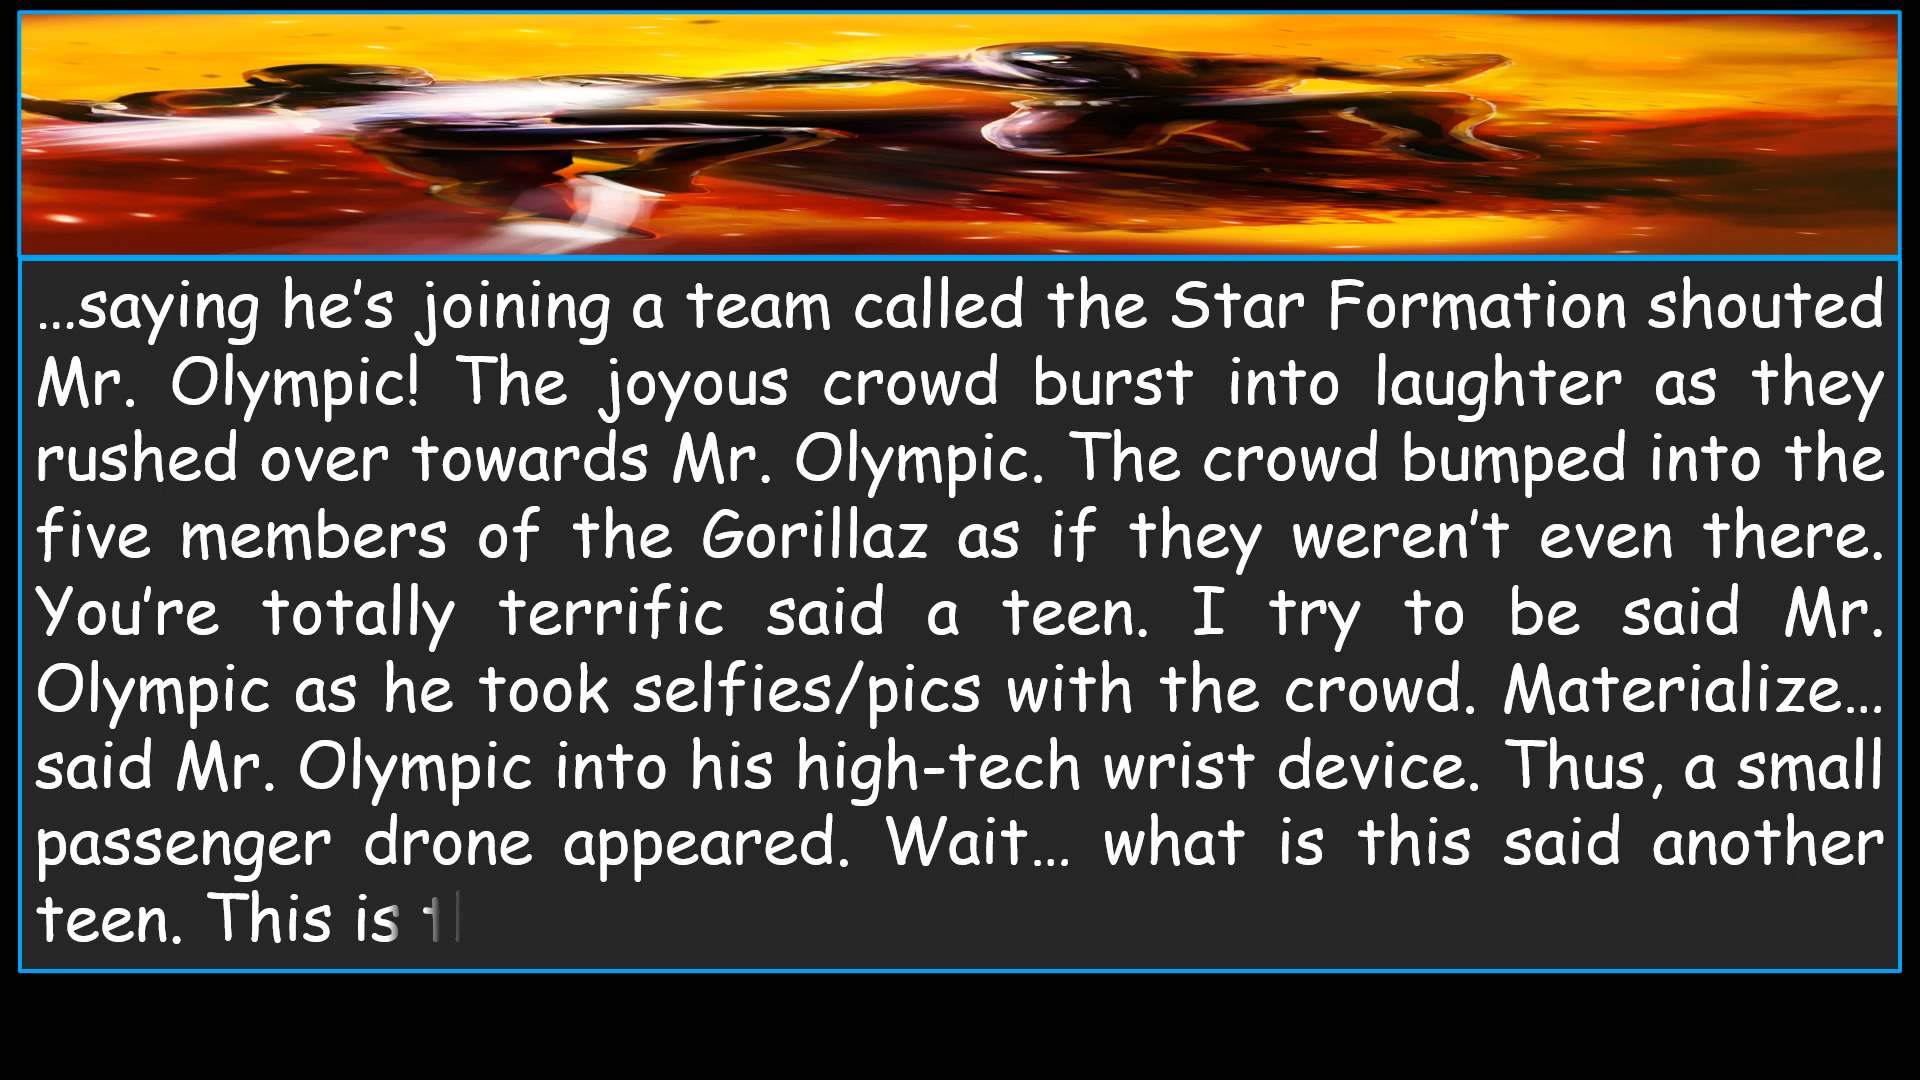 …saying he’s joining a team called the Star Formation shouted
Mr. Olympic! The joyous crowd burst into laughter as they
rushed over towards Mr. Olympic. The crowd bumped into the
five members of the Gorillaz as if they weren’t even there.
You’re totally terrific said a teen. I try to be said Mr.
Olympic as he took selfies/pics with the crowd. Materialize…
said Mr. Olympic into his high-tech wrist device. Thus, a small
passenger drone appeared. Wait… what is this said another
teen. This is